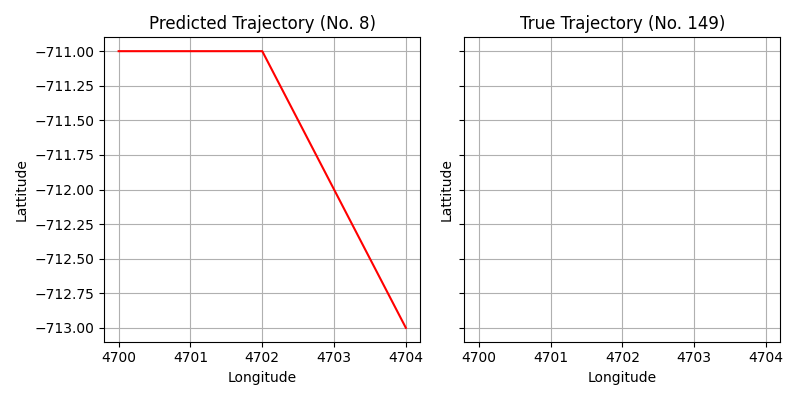 Predicted Trajectory (No. 8)
True Trajectory (No. 149)
Lattitude
−711.00
−711.25
−711.50
−711.75
−712.00
−712.25
−712.50
−712.75
−713.00
4700 4701 4702 4703 4704
Longitude
Lattitude
4700 4701 4702 4703 4704
Longitude